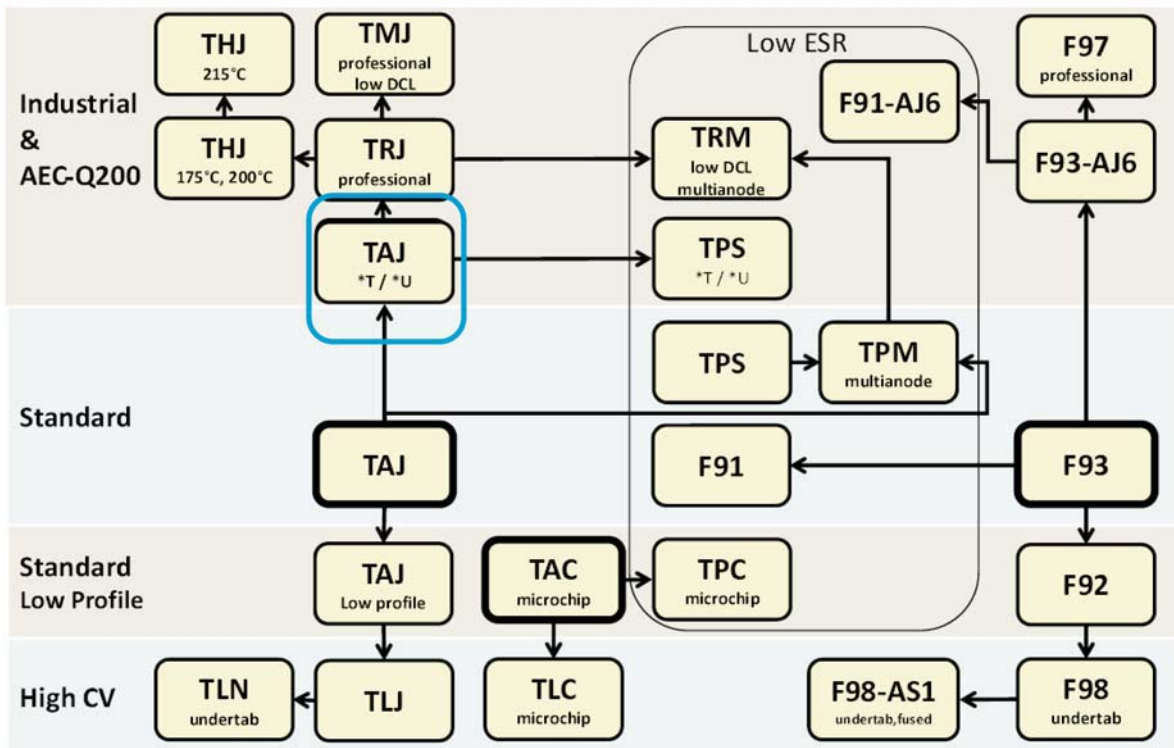 Low ESR
Industrial
&
AEC-Q200
THJ
215°C
TMJ
professional
low DCL
F97
professional
F91-AJ6
THJ
175°C, 200°C
TRJ
professional
TRM
low DCL
multianode
F93-AJ6
TAJ
*T / *U
TPS
*T / *U
Standard
TPS
TPM
multianode
TAJ
F91
F93
Standard
Low Profile
TAJ
Low profile
TAC
microchip
TPC
microchip
F92
High CV
TLN
undertab
TLJ
TLC
microchip
F98-AS1
undertab,fused
F98
undertab